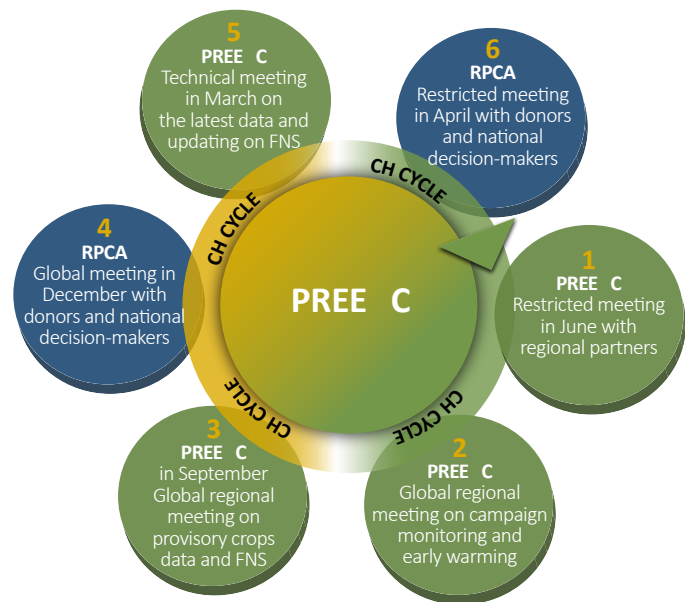 5
PREE C
Technical meeting
in March on
the latest data and
updating on FNS
6
RPCA
Restricted meeting
in April with donors
and national
decision-makers
CH CYCLE
CH CYCLE
4
RPCA
Global meeting in
December with
donors and national
decision-makers
PREE C
1
PREE C
Restricted meeting
in June with
regional partners
CH CYCLE
CH CYCLE
3
PREE C
in September
Global regional
meeting on
provisory crops
data and FNS
2
PREE C
Global regional
meeting on campaign
monitoring and
early warming